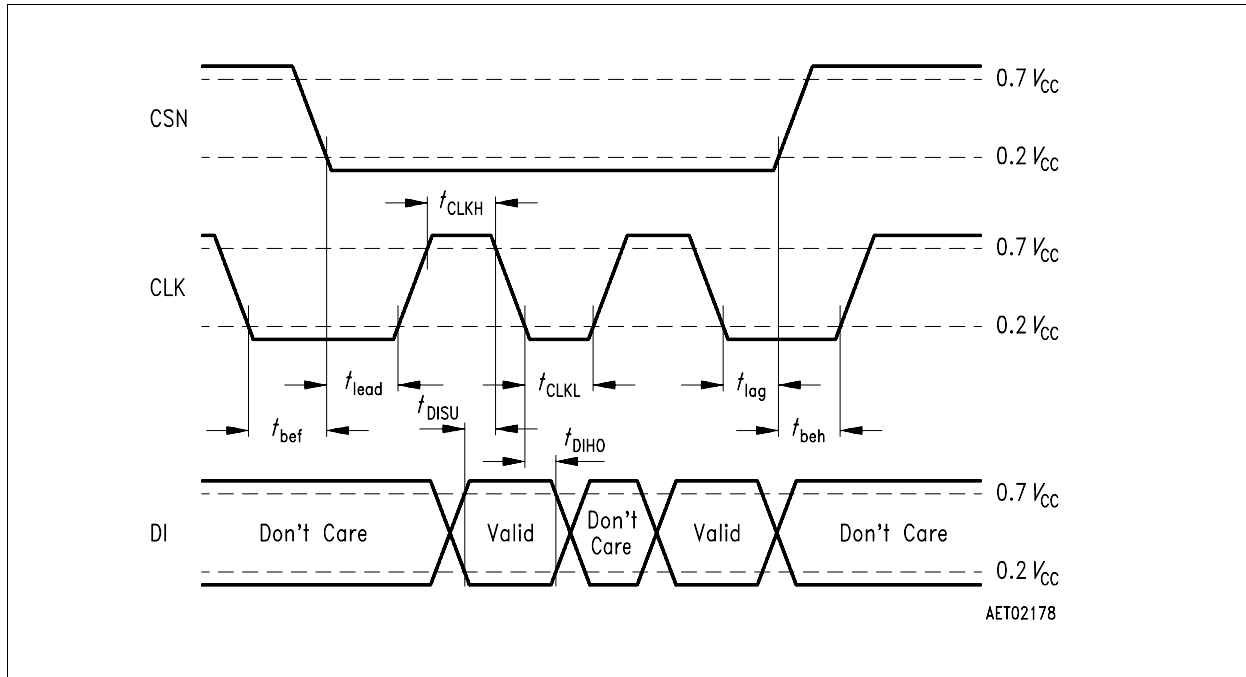 0.7 VCC
CSN
0.2 VCC
tCLKH
0.7 VCC
CLK
0.2 VCC
tlead
tCLKL
tlag
tDISU
tbef
tDIHO
tbeh
0.7 VCC
DI
Don't Care
Valid
Don't
Care
Valid
Don't Care
0.2 VCC
AET02178